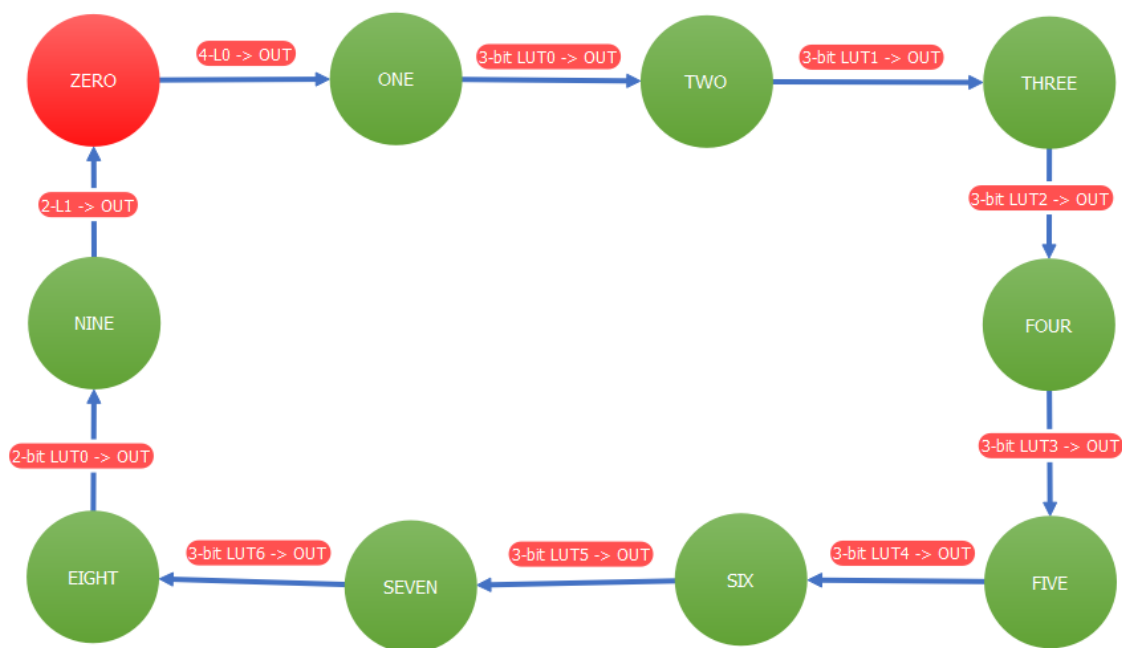 ZERO
4-L0 -> OUT
ONE
3-bit LUT0 -> OUT
TWO
3-bit LUT1 -> OUT
THREE
3-bit LUT2 -> OUT
FOUR
3-bit LUT3 -> OUT
FIVE
3-bit LUT4 -> OUT
SIX
3-bit LUT5 -> OUT
SEVEN
3-bit LUT6 -> OUT
EIGHT
2-bit LUT0 -> OUT
NINE
2-L1 -> OUT